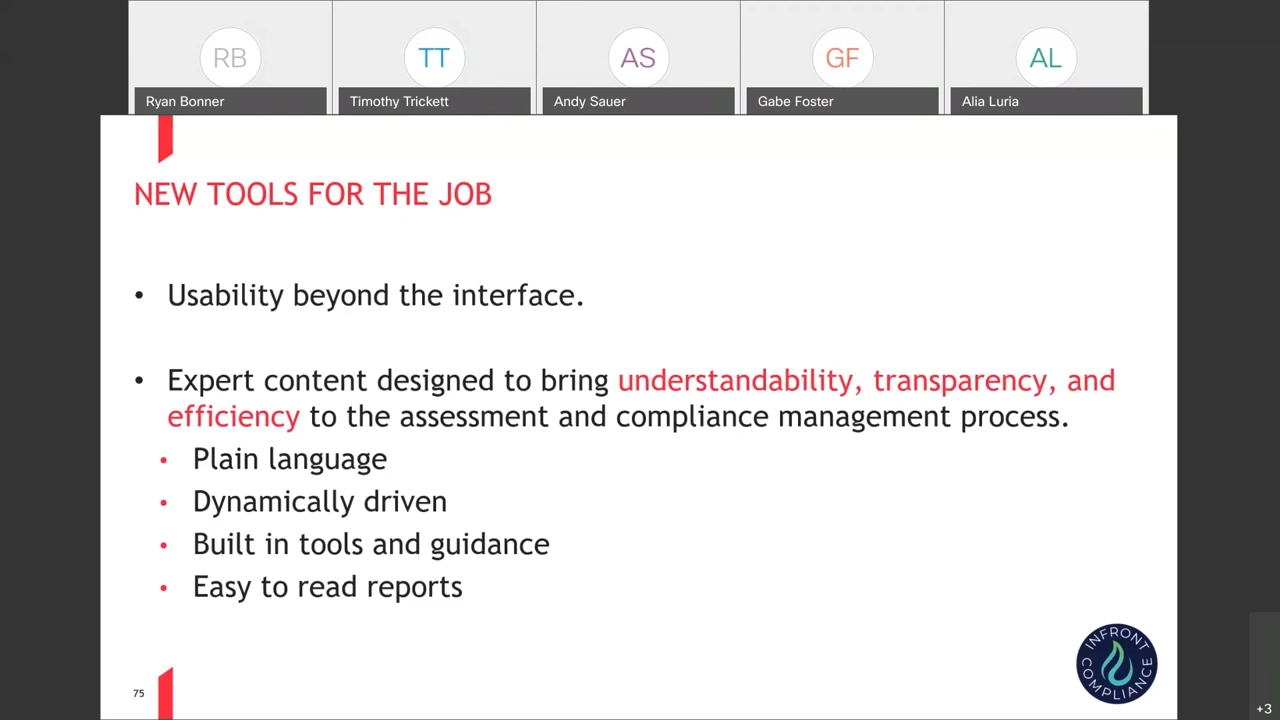 RB
TT
AS
GF
AL
Ryan Bonner
Timothy Trickett
Andy Sauer
Gabe Foster
Alia Luria
NEW TOOLS FOR THE JOB
• Usability beyond the interface.
• Expert content designed to bring understandability, transparency, and
efficiency to the assessment and compliance management process.
• Plain language
• Dynamically driven
• Built in tools and guidance
• Easy to read reports
INFRONT
COMPLIANCE
75
+3